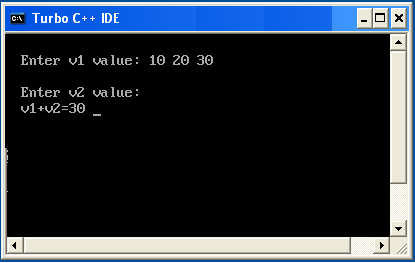 Turbo C++ IDE
Enter v1 value: 10 20 30
Enter v2 value:
v1+v2=30 _